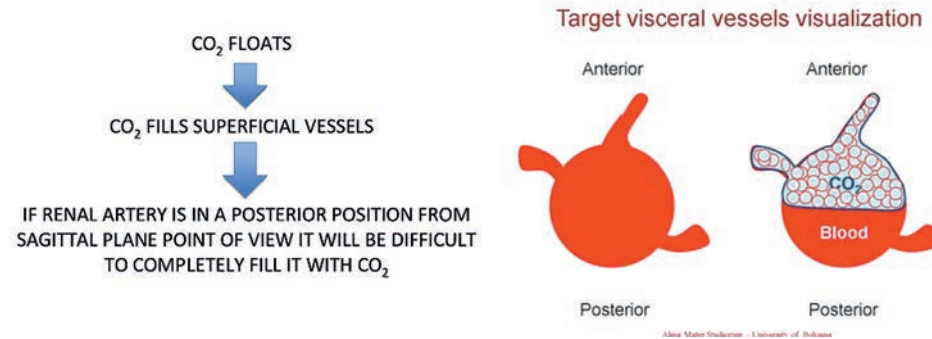 CO₂ FLOATS
CO₂ FILLS SUPERFICIAL VESSELS
IF RENAL ARTERY IS IN A POSTERIOR POSITION FROM
SAGITTAL PLANE POINT OF VIEW IT WILL BE DIFFICULT
TO COMPLETELY FILL IT WITH CO₂
Target visceral vessels visualization
Anterior
Anterior
CO₂
Blood
Posterior
Posterior
Alma Mater Studiorum - University of Bologna